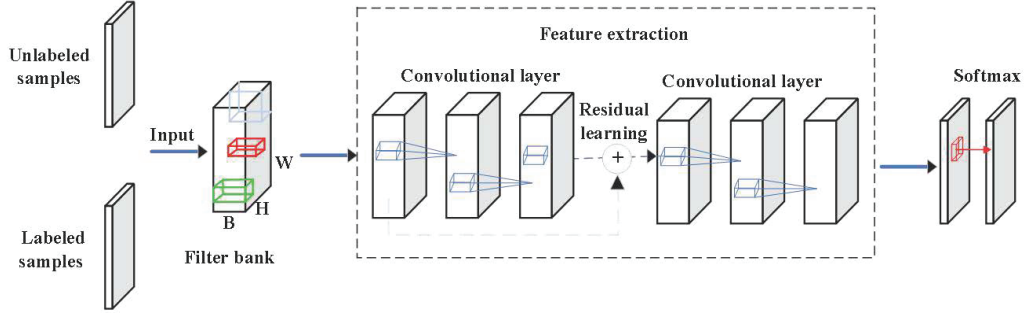 Unlabeled
samples
Labeled
samples
Input
W
H
B
Filter bank
Feature extraction
Convolutional layer
Residual
learning
+
Convolutional layer
Softmax